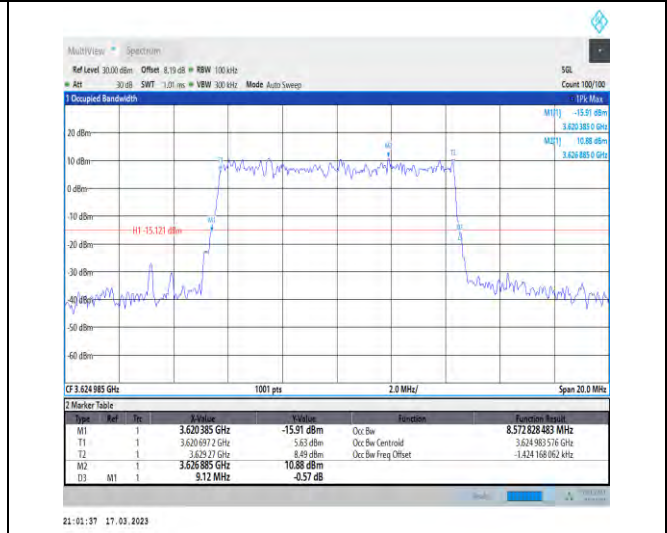 MultiView Spectrum
Ref Level 30.00 dBm Offset 8.19 dB RBW 100 kHz SGL
Att 30 dB SWT 1.01 ms VBW 300 kHz Mode Auto Sweep Count 100/100
1 Occupied Bandwidth 1Pk Max
M1[1] -15.91 dBm
3.620 385 0 GHz
M2[1] 10.88 dBm
3.626 885 0 GHz
20 dBm
10 dBm
0 dBm
-10 dBm
H1 -15.121 dBm
-20 dBm
-30 dBm
-40 dBm
-50 dBm
-60 dBm
M2
T1
T2
M1
CF 3.624 985 GHz 1001 pts 2.0 MHz/ Span 20.0 MHz
2 Marker Table
Type Ref Trc X-Value Y-Value Function Function Result
M1 1 3.620 385 GHz -15.91 dBm Occ Bw 8.572 828 483 MHz
T1 1 3.620 697 2 GHz 5.63 dBm Occ Bw Centroid 3.624 983 576 GHz
T2 1 3.629 27 GHz 8.49 dBm Occ Bw Freq Offset -1.424 168 062 kHz
M2 1 3.626 885 GHz 10.88 dBm
D3 M1 1 9.12 MHz -0.57 dB
21:01:37 17.03.2023